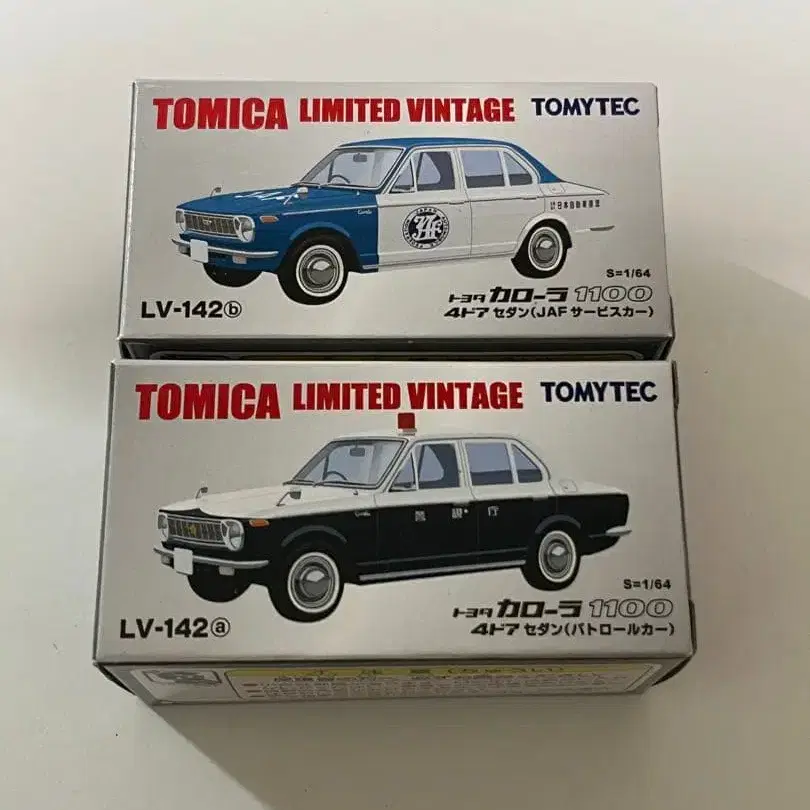 TOMICA LIMITED VINTAGE TOMYTEC
JAF
日本自動車連盟
S=1/64
LV-142ⓑ
トヨタ カローラ 1100
4ドア セダン(JAF サービスカー)
TOMICA LIMITED VINTAGE TOMYTEC
警視庁
S=1/64
LV-142ⓐ
トヨタ カローラ 1100
4ドア セダン(パトロールカー)